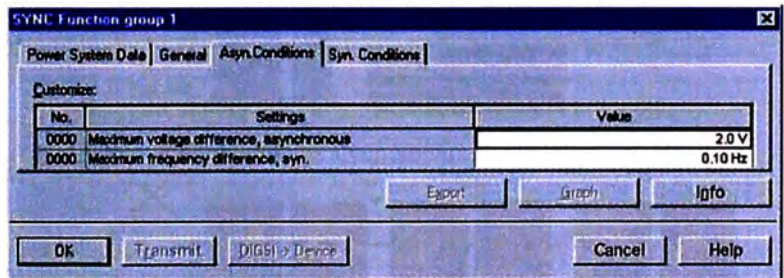 SYNC Function group 1
Power System Data General Asyn.Conditions Syn. Conditions
Customize:
No. Settings Value
0000 Maximum voltage difference, asynchronous 2.0 V
0000 Maximum frequency difference, syn. 0.10 Hz
Export Graph Info
OK Transmit DIGSI -> Device Cancel Help